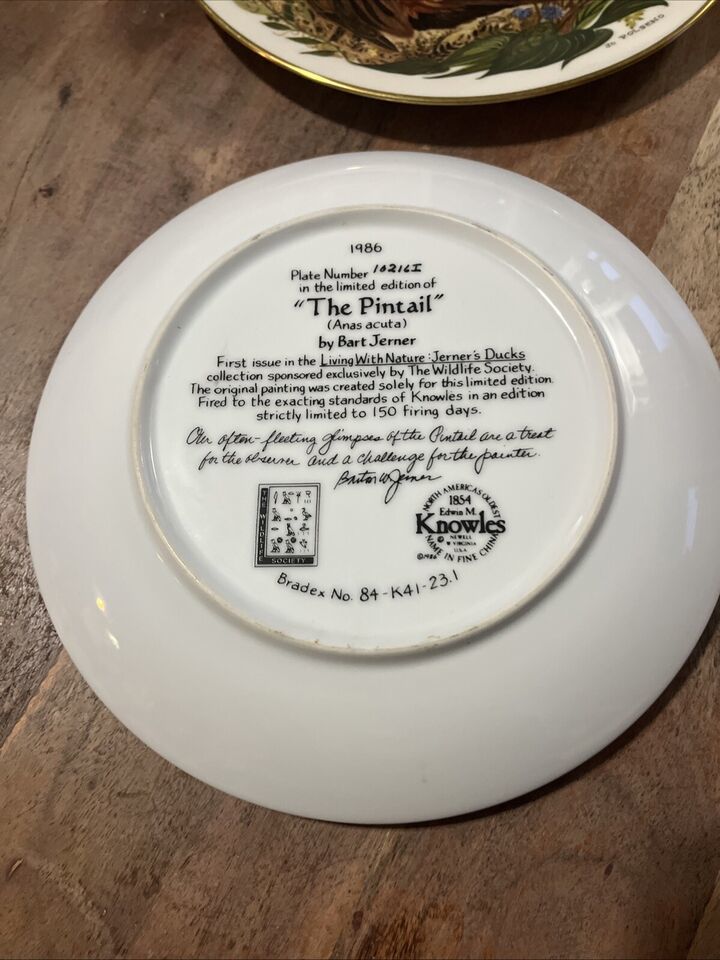 JO POLSENO
1986
Plate Number 10216I
in the limited edition of
"The Pintail"
(Anas acuta)
by Bart Jerner
First issue in the Living With Nature: Jerner's Ducks
collection sponsored exclusively by The Wildlife Society.
The original painting was created solely for this limited edition.
Fired to the exacting standards of Knowles in an edition
strictly limited to 150 firing days.
Our often-fleeting glimpses of the Pintail are a treat
for the observer and a challenge for the painter.
Barton W. Jerner
THE WILDLIFE
SOCIETY
NORTH AMERICA'S OLDEST
1854
Edwin M.
Knowles
NEWELL
VIRGINIA
U.S.A.
NAME IN FINE CHINA
©1986
Bradex No. 84-K41-23.1